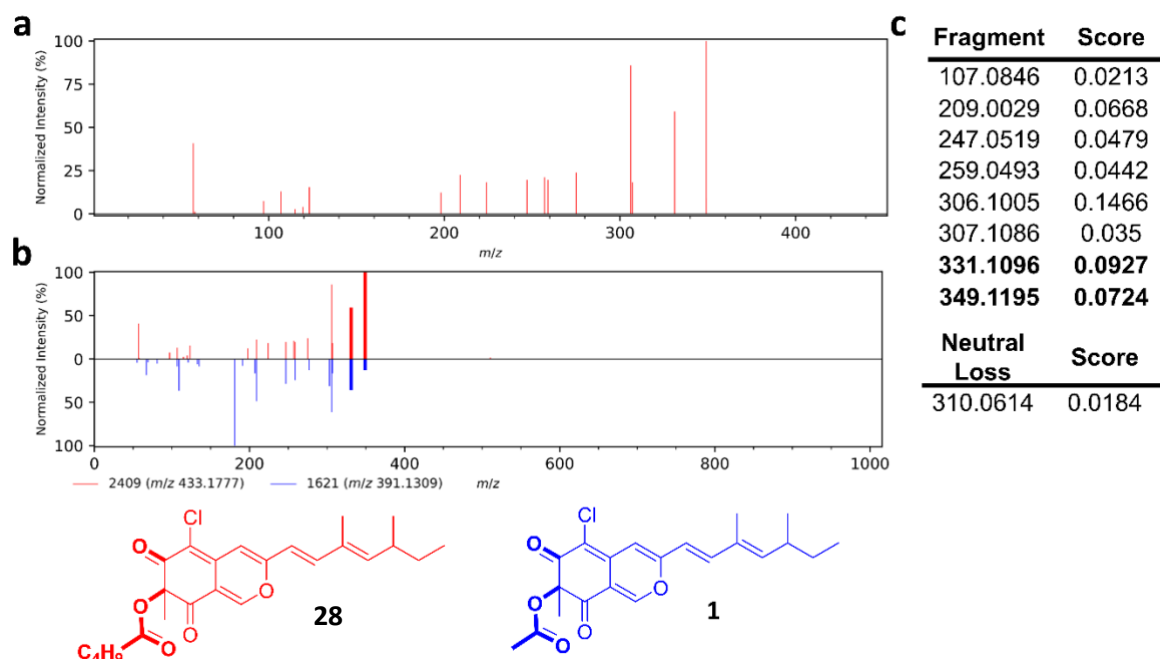 a
Normalized Intensity (%)
100
75
50
25
0
100
200
300
400
m/z
b
Normalized Intensity (%)
100
50
0
50
100
0
200
400
600
800
1000
2409 (m/z 433.1777)
1621 (m/z 391.1309)
m/z
c
Fragment Score
107.0846 0.0213
209.0029 0.0668
247.0519 0.0479
259.0493 0.0442
306.1005 0.1466
307.1086 0.035
331.1096 0.0927
349.1195 0.0724
Neutral
Loss Score
310.0614 0.0184
Cl
O
O
O
O
O
C4H9
28
Cl
O
O
O
O
O
1